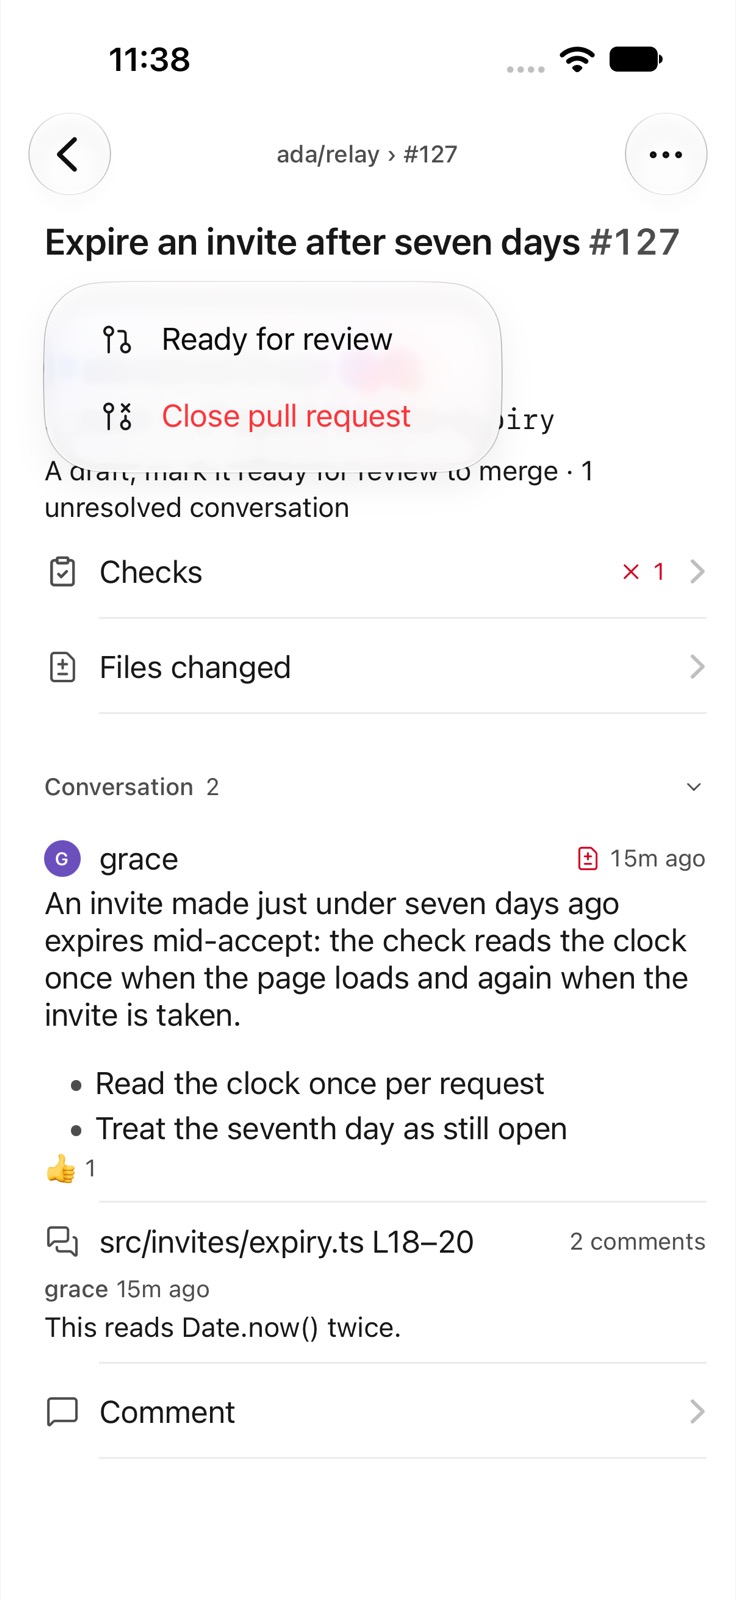 11:38
ada/relay › #127
Expire an invite after seven days #127
Ready for review
Close pull request
A draft, mark it ready for review to merge · 1
unresolved conversation
Checks
× 1
Files changed
Conversation 2
G
grace
15m ago
An invite made just under seven days ago
expires mid-accept: the check reads the clock
once when the page loads and again when the
invite is taken.
• Read the clock once per request
• Treat the seventh day as still open
👍 1
src/invites/expiry.ts L18–20
2 comments
grace 15m ago
This reads Date.now() twice.
Comment